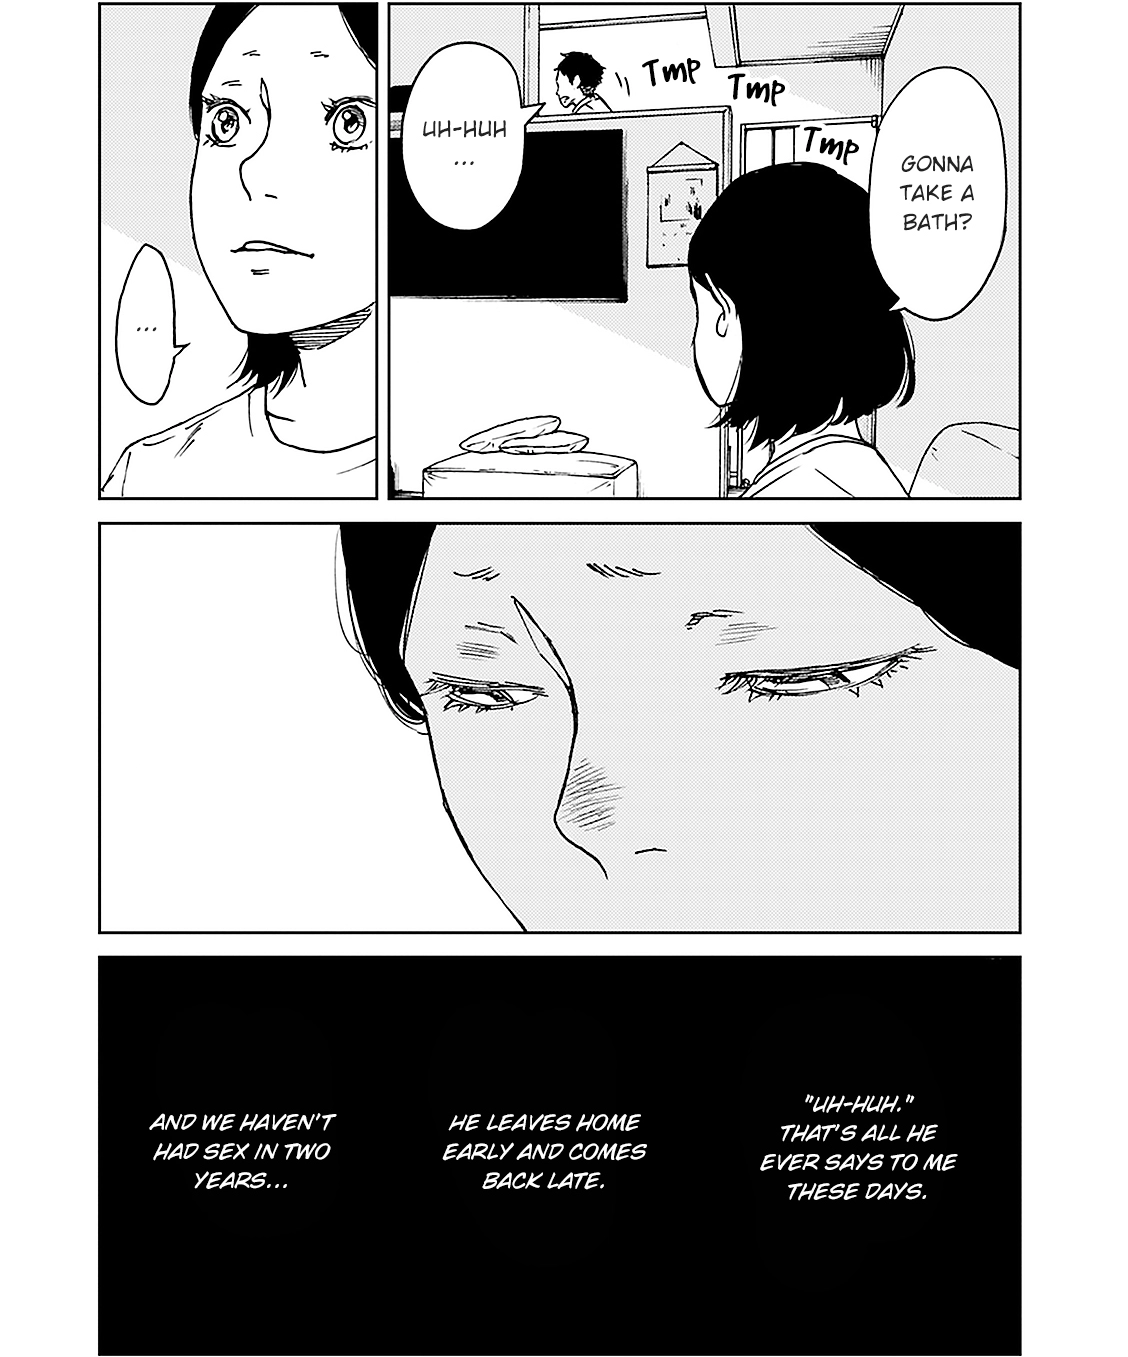 GONNA
TAKE A
BATH?
Tmp
Tmp
Tmp
UH-HUH
...
...
"UH-HUH."
THAT'S ALL HE
EVER SAYS TO ME
THESE DAYS.
HE LEAVES HOME
EARLY AND COMES
BACK LATE.
AND WE HAVEN'T
HAD SEX IN TWO
YEARS...